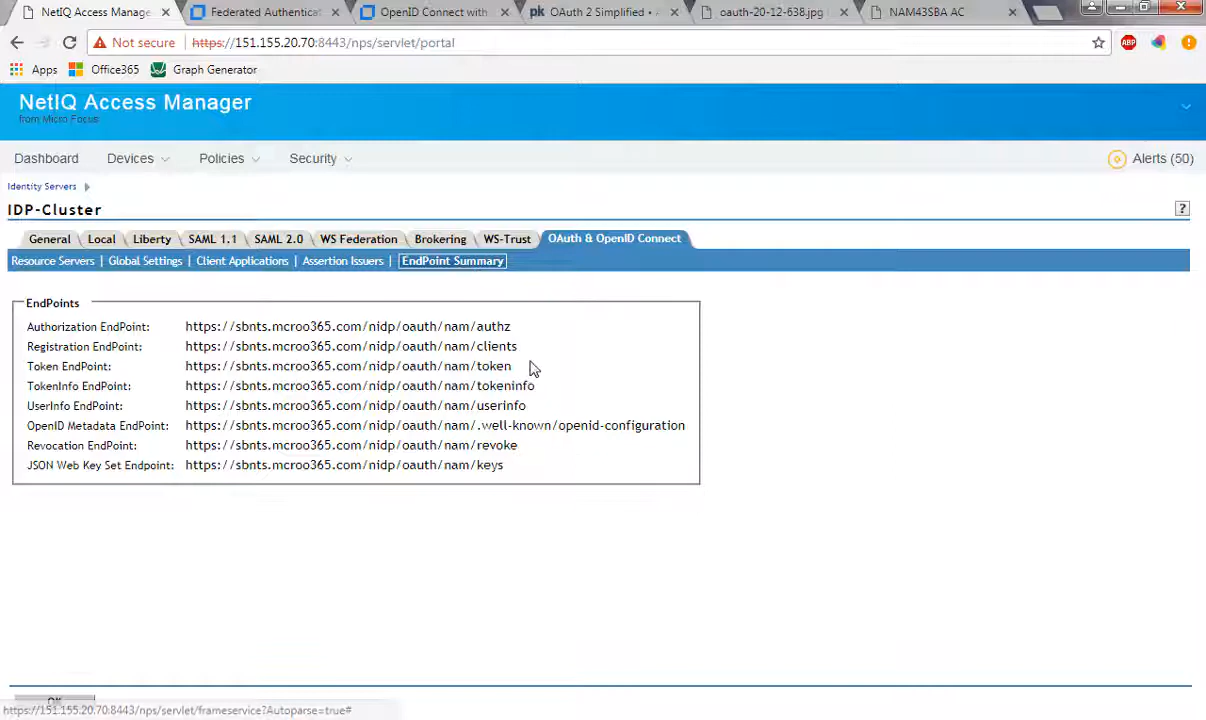 NetIQ Access Manage
Federated Authentica
OpenID Connect with
pk OAuth 2 Simplified •
oauth-20-12-638.jpg
NAM43SBA AC
Not secure https://151.155.20.70:8443/nps/servlet/portal
ABP
Apps Office365 Graph Generator
NetIQ Access Manager
from Micro Focus
Dashboard Devices Policies Security Alerts (50)
Identity Servers
IDP-Cluster
?
General Local Liberty SAML 1.1 SAML 2.0 WS Federation Brokering WS-Trust OAuth & OpenID Connect
Resource Servers | Global Settings | Client Applications | Assertion Issuers | EndPoint Summary
EndPoints
Authorization EndPoint: https://sbnts.mcroo365.com/nidp/oauth/nam/authz
Registration EndPoint: https://sbnts.mcroo365.com/nidp/oauth/nam/clients
Token EndPoint: https://sbnts.mcroo365.com/nidp/oauth/nam/token
TokenInfo EndPoint: https://sbnts.mcroo365.com/nidp/oauth/nam/tokeninfo
UserInfo EndPoint: https://sbnts.mcroo365.com/nidp/oauth/nam/userinfo
OpenID Metadata EndPoint: https://sbnts.mcroo365.com/nidp/oauth/nam/.well-known/openid-configuration
Revocation EndPoint: https://sbnts.mcroo365.com/nidp/oauth/nam/revoke
JSON Web Key Set Endpoint: https://sbnts.mcroo365.com/nidp/oauth/nam/keys
OK
https://151.155.20.70:8443/nps/servlet/frameservice?Autoparse=true#